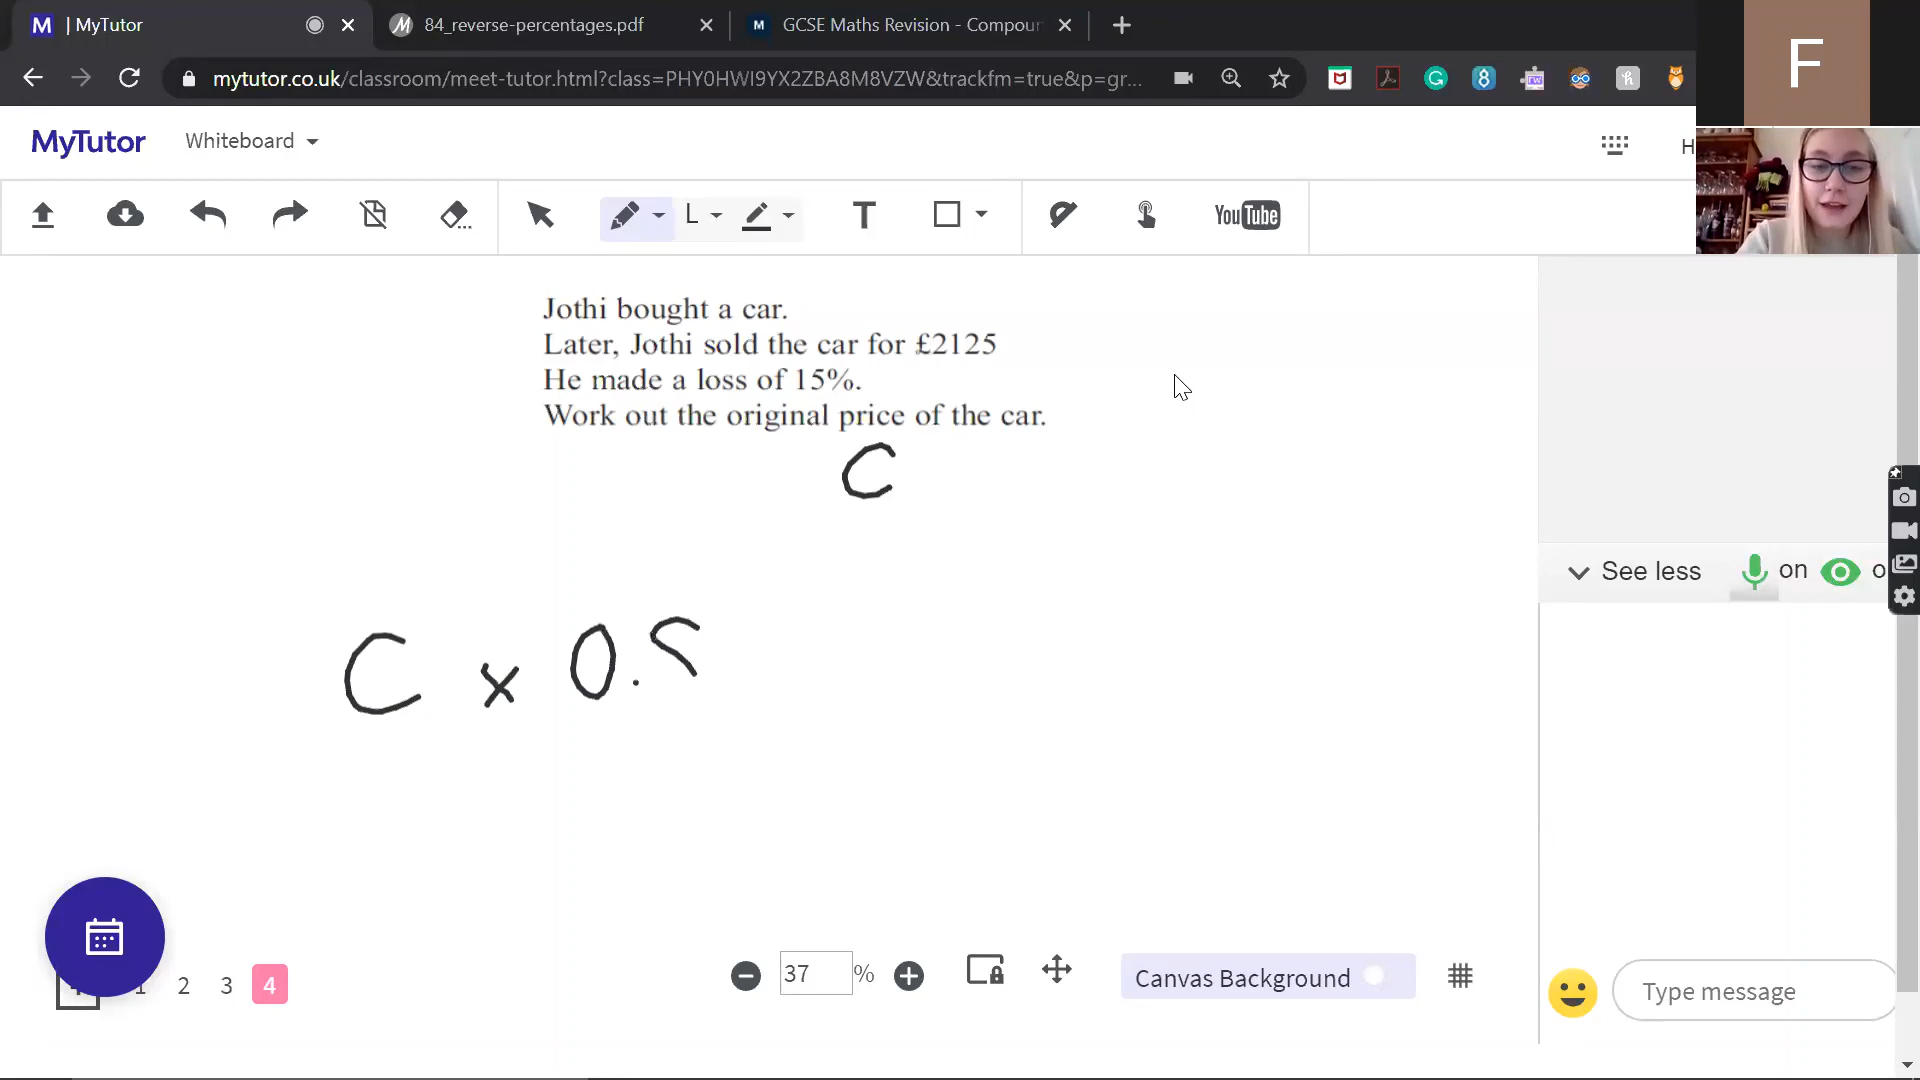 | MyTutor
84_reverse-percentages.pdf
GCSE Maths Revision - Compour
mytutor.co.uk/classroom/meet-tutor.html?class=PHY0HWI9YX2ZBA8M8VZW&trackfm=true&p=gr...
F
MyTutor
Whiteboard
H
L
T
YouTube
Jothi bought a car.
Later, Jothi sold the car for £2125
He made a loss of 15%.
Work out the original price of the car.
C
C × 0.
See less
on
o
1 2 3 4
37 %
Canvas Background
Type message